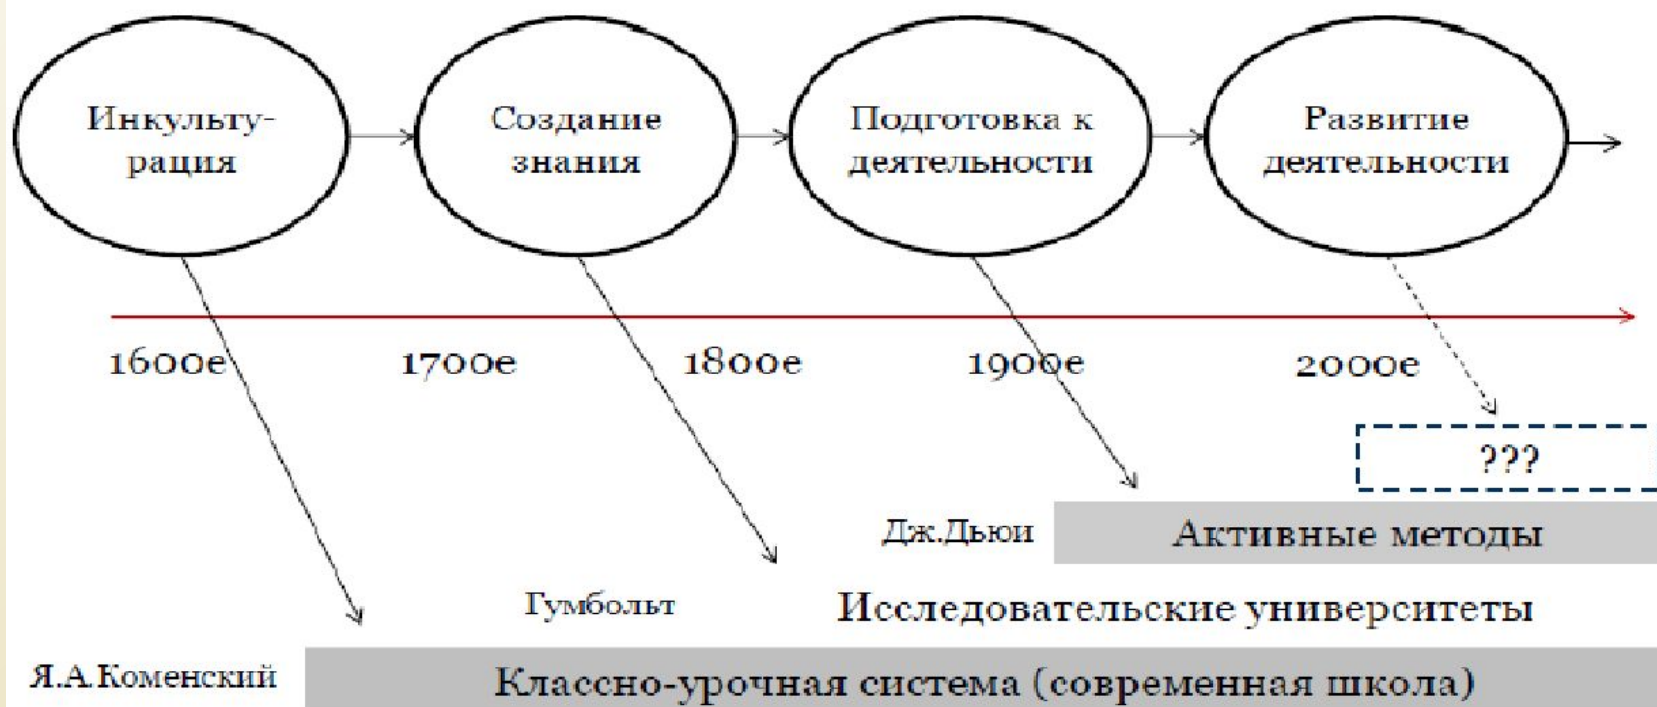 Инкульту-
рация
Создание
знания
Подготовка к
деятельности
Развитие
деятельности
1600е 1700е 1800е 1900е 2000е
???
Дж.Дьюи Активные методы
Гумбольт Исследовательские университеты
Я.А.Коменский Классно-урочная система (современная школа)